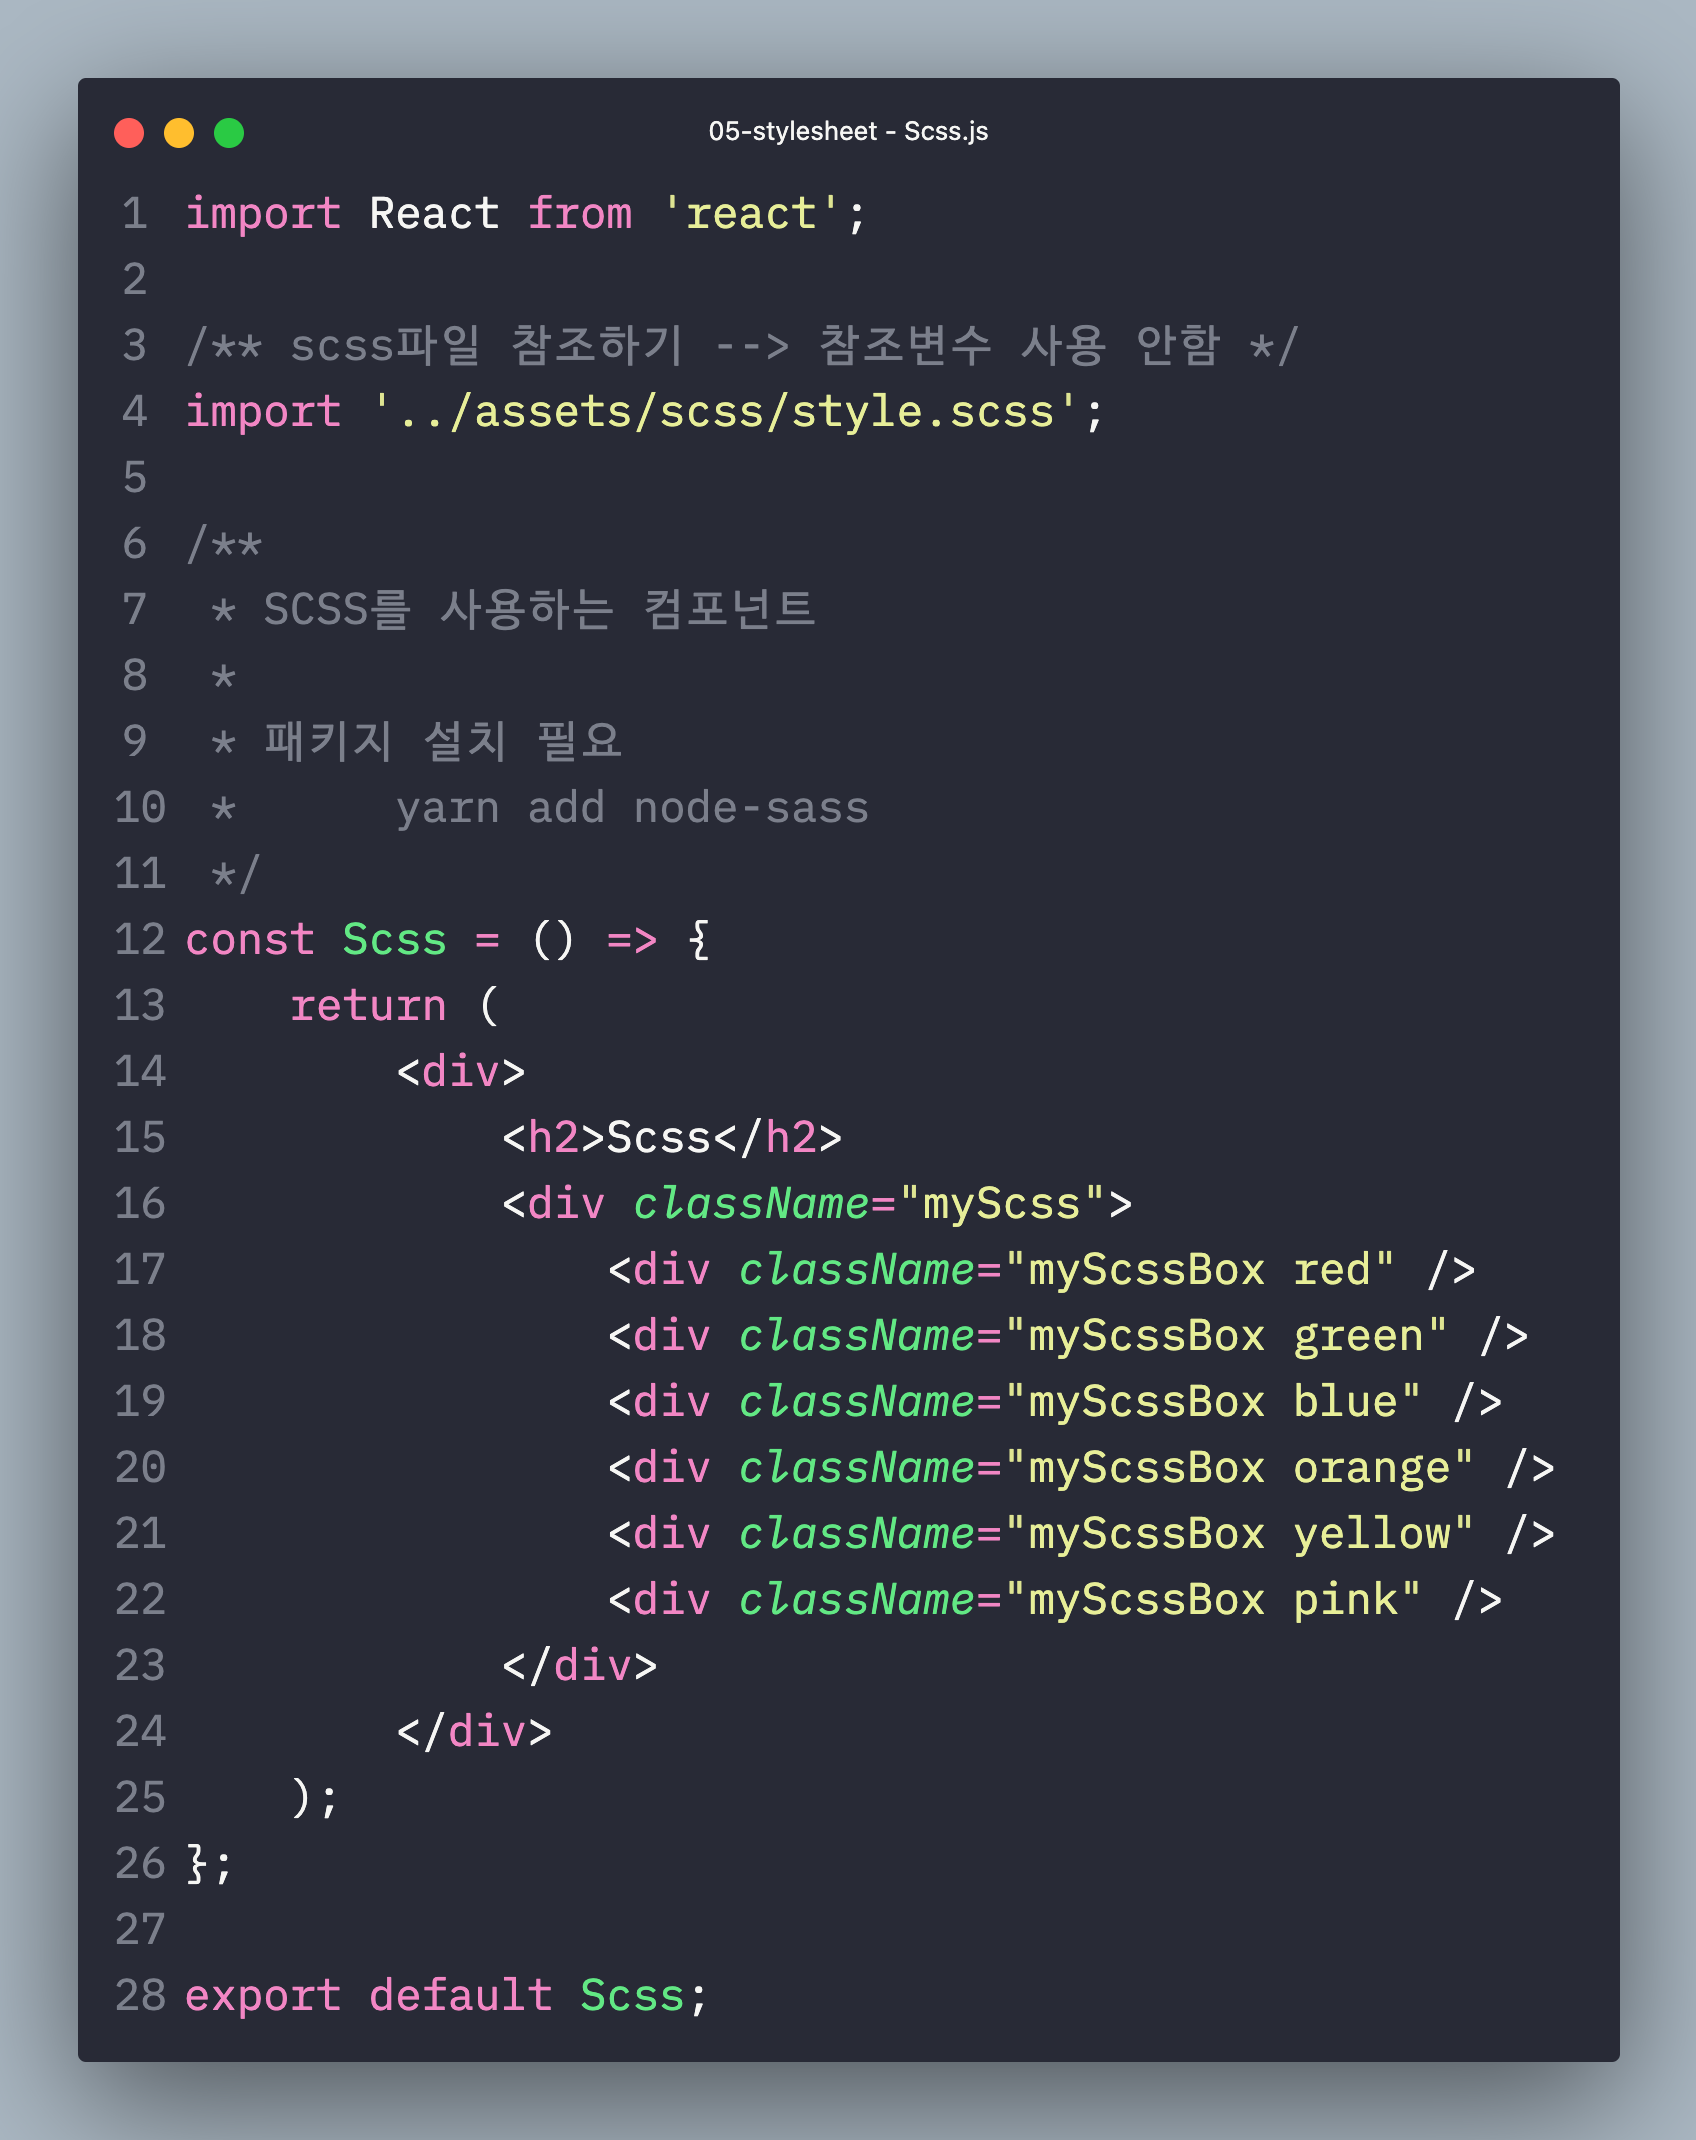 05-stylesheet - Scss.js
1 import React from 'react';
2
3 /** scss파일 참조하기 --> 참조변수 사용 안함 */
4 import '../assets/scss/style.scss';
5
6 /**
7  * SCSS를 사용하는 컴포넌트
8  *
9  * 패키지 설치 필요
10  *      yarn add node-sass
11  */
12 const Scss = () => {
13     return (
14         <div>
15             <h2>Scss</h2>
16             <div className="myScss">
17                 <div className="myScssBox red" />
18                 <div className="myScssBox green" />
19                 <div className="myScssBox blue" />
20                 <div className="myScssBox orange" />
21                 <div className="myScssBox yellow" />
22                 <div className="myScssBox pink" />
23             </div>
24         </div>
25     );
26 };
27
28 export default Scss;